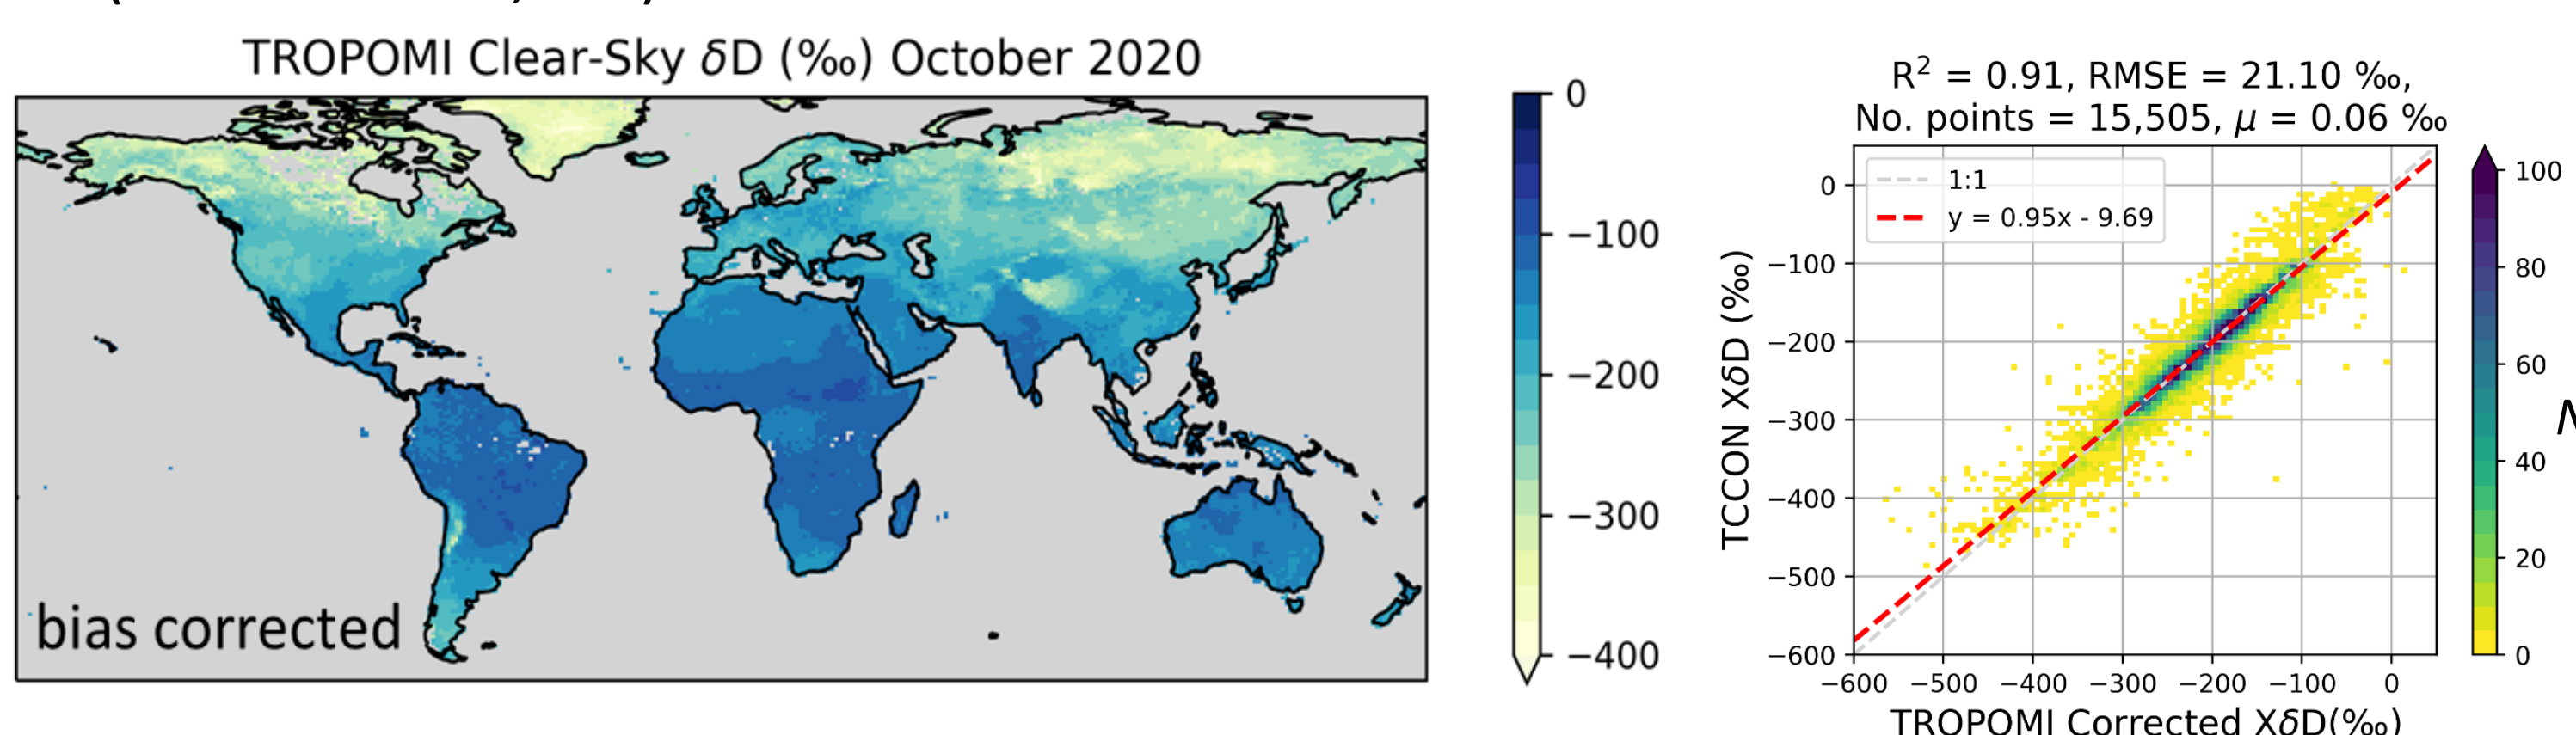 TROPOMI Clear-Sky δD (‰) October 2020
bias corrected
0
−100
−200
−300
−400
R² = 0.91, RMSE = 21.10 ‰,
No. points = 15,505, μ = 0.06 ‰
1:1
y = 0.95x - 9.69
TCCON XδD (‰)
0
−100
−200
−300
−400
−500
−600
−600 −500 −400 −300 −200 −100 0
TROPOMI Corrected XδD(‰)
100
80
60
40
20
0